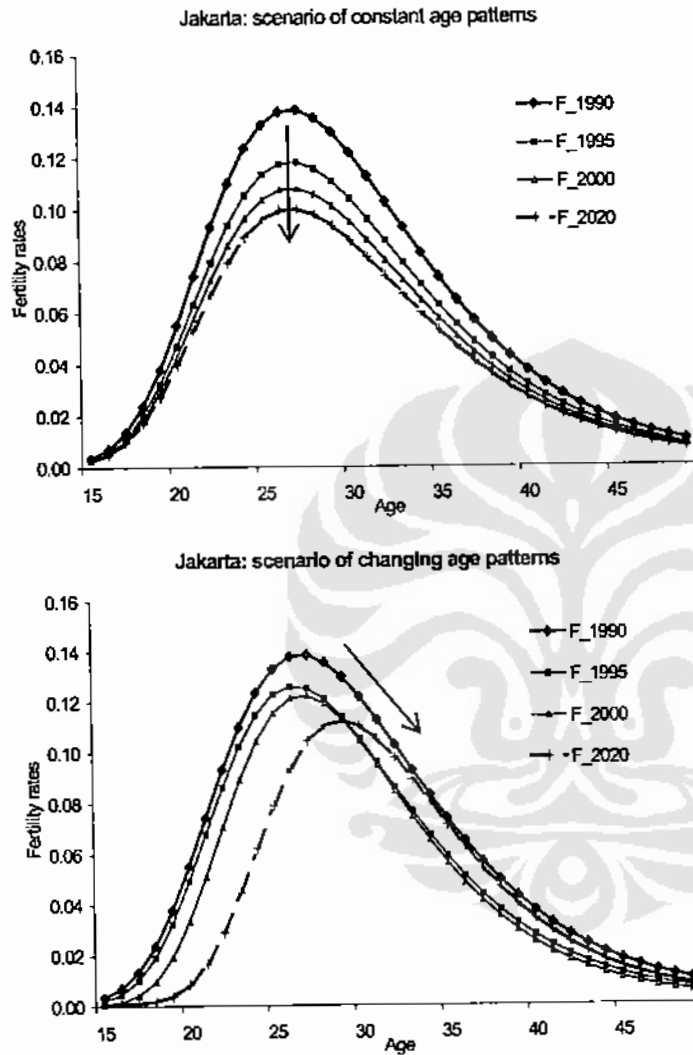 Jakarta: scenario of constant age patterns
0.16
0.14
0.12
0.10
0.08
0.06
0.04
0.02
0.00
Fertility rates
F_1990
F_1995
F_2000
F_2020
15 20 25 30 35 40 45
Age
Jakarta: scenario of changing age patterns
0.16
0.14
0.12
0.10
0.08
0.06
0.04
0.02
0.00
Fertility rates
F_1990
F_1995
F_2000
F_2020
15 20 25 30 35 40 45
Age